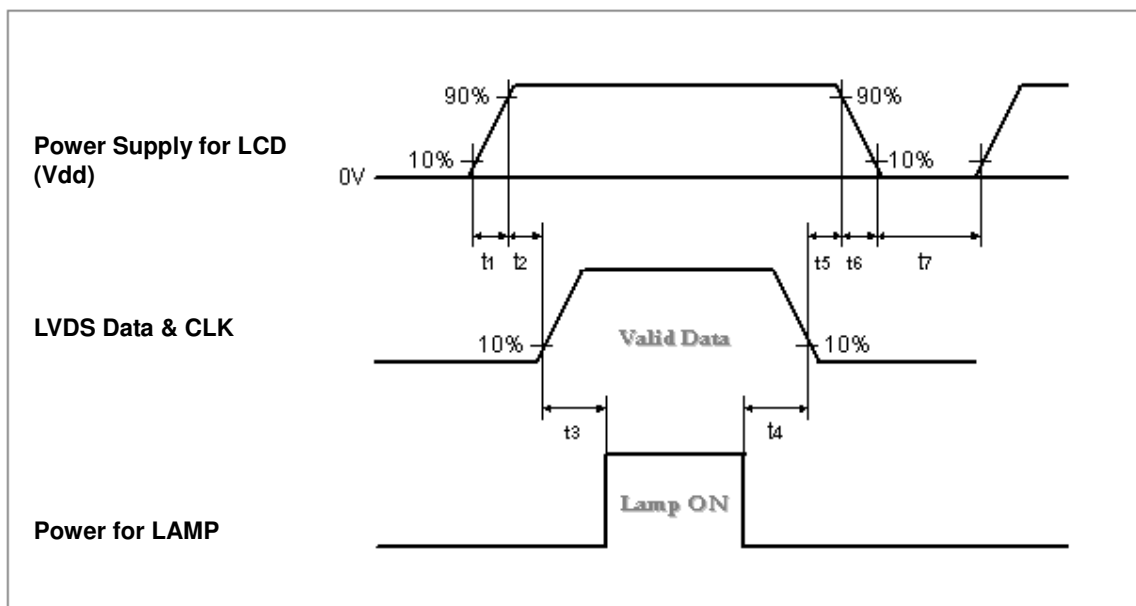 90%
90%
Power Supply for LCD
(Vdd)
10%
10%
0V
t1
t2
t5
t6
t7
LVDS Data & CLK
10%
Valid Data
10%
t3
t4
Lamp ON
Power for LAMP